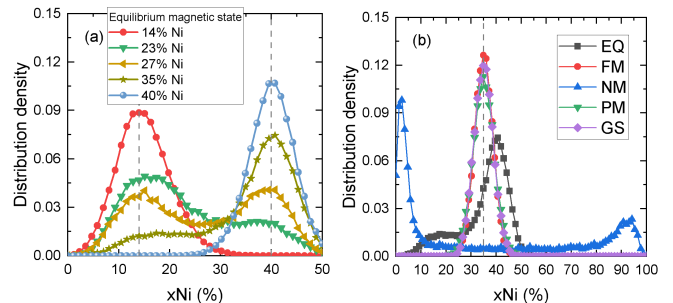 (a)
Equilibrium magnetic state
14% Ni
23% Ni
27% Ni
35% Ni
40% Ni
Distribution density
0.15
0.12
0.09
0.06
0.03
0.00
0 10 20 30 40 50
xNi (%)
(b)
EQ
FM
NM
PM
GS
Distribution density
0.15
0.12
0.09
0.06
0.03
0.00
0 10 20 30 40 50 60 70 80 90 100
xNi (%)